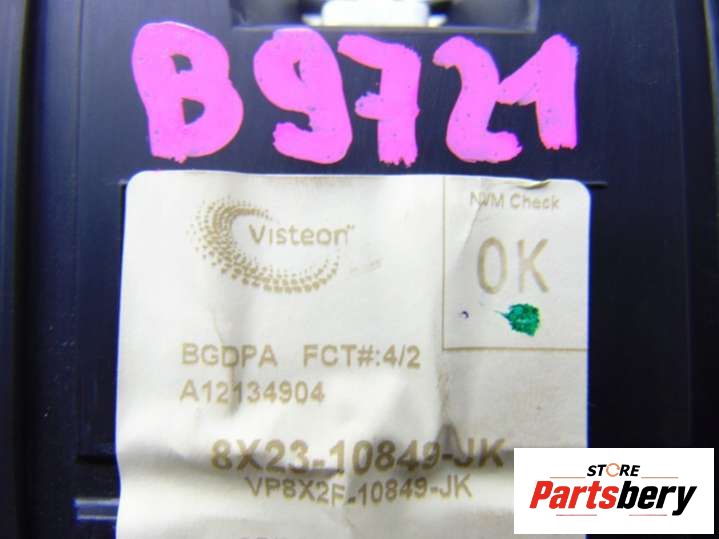 B9721
Visteon
NVM Check
OK
BGDPA FCT#:4/2
A12134904
8X23-10849-JK
VP8X2F-10849-JK
STORE
Partsbery